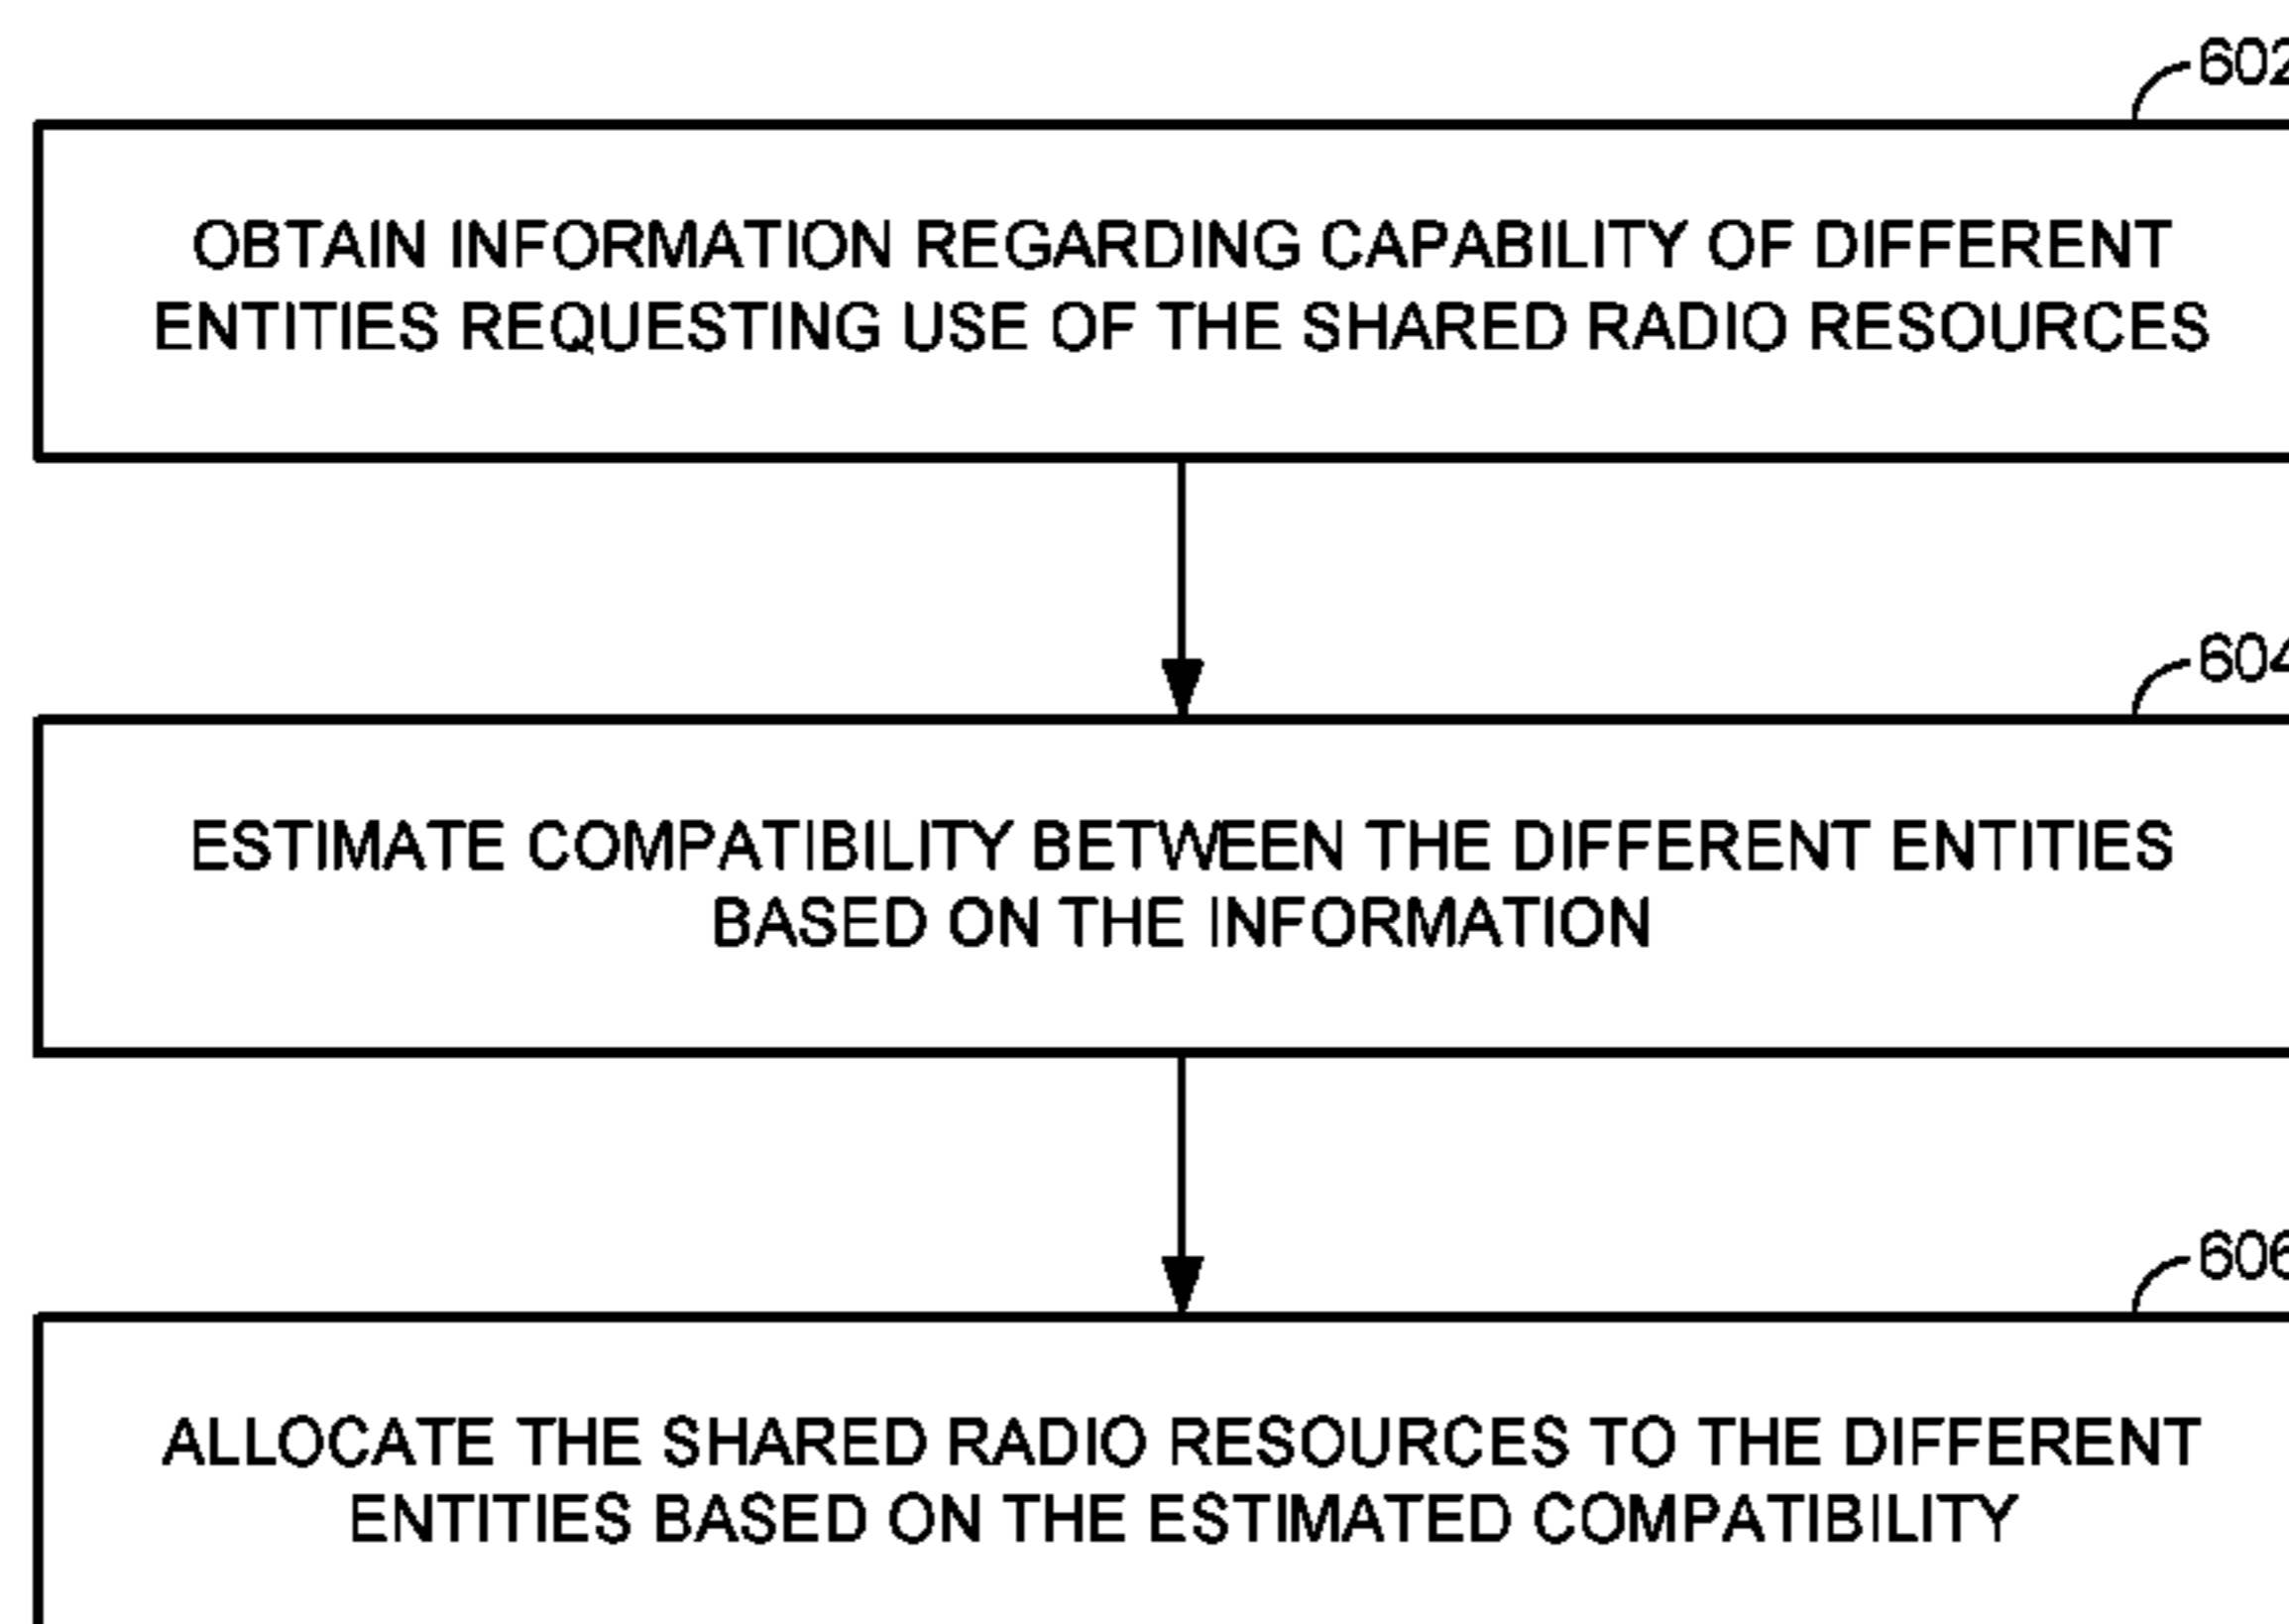 602
OBTAIN INFORMATION REGARDING CAPABILITY OF DIFFERENT
ENTITIES REQUESTING USE OF THE SHARED RADIO RESOURCES
604
ESTIMATE COMPATIBILITY BETWEEN THE DIFFERENT ENTITIES
BASED ON THE INFORMATION
606
ALLOCATE THE SHARED RADIO RESOURCES TO THE DIFFERENT
ENTITIES BASED ON THE ESTIMATED COMPATIBILITY